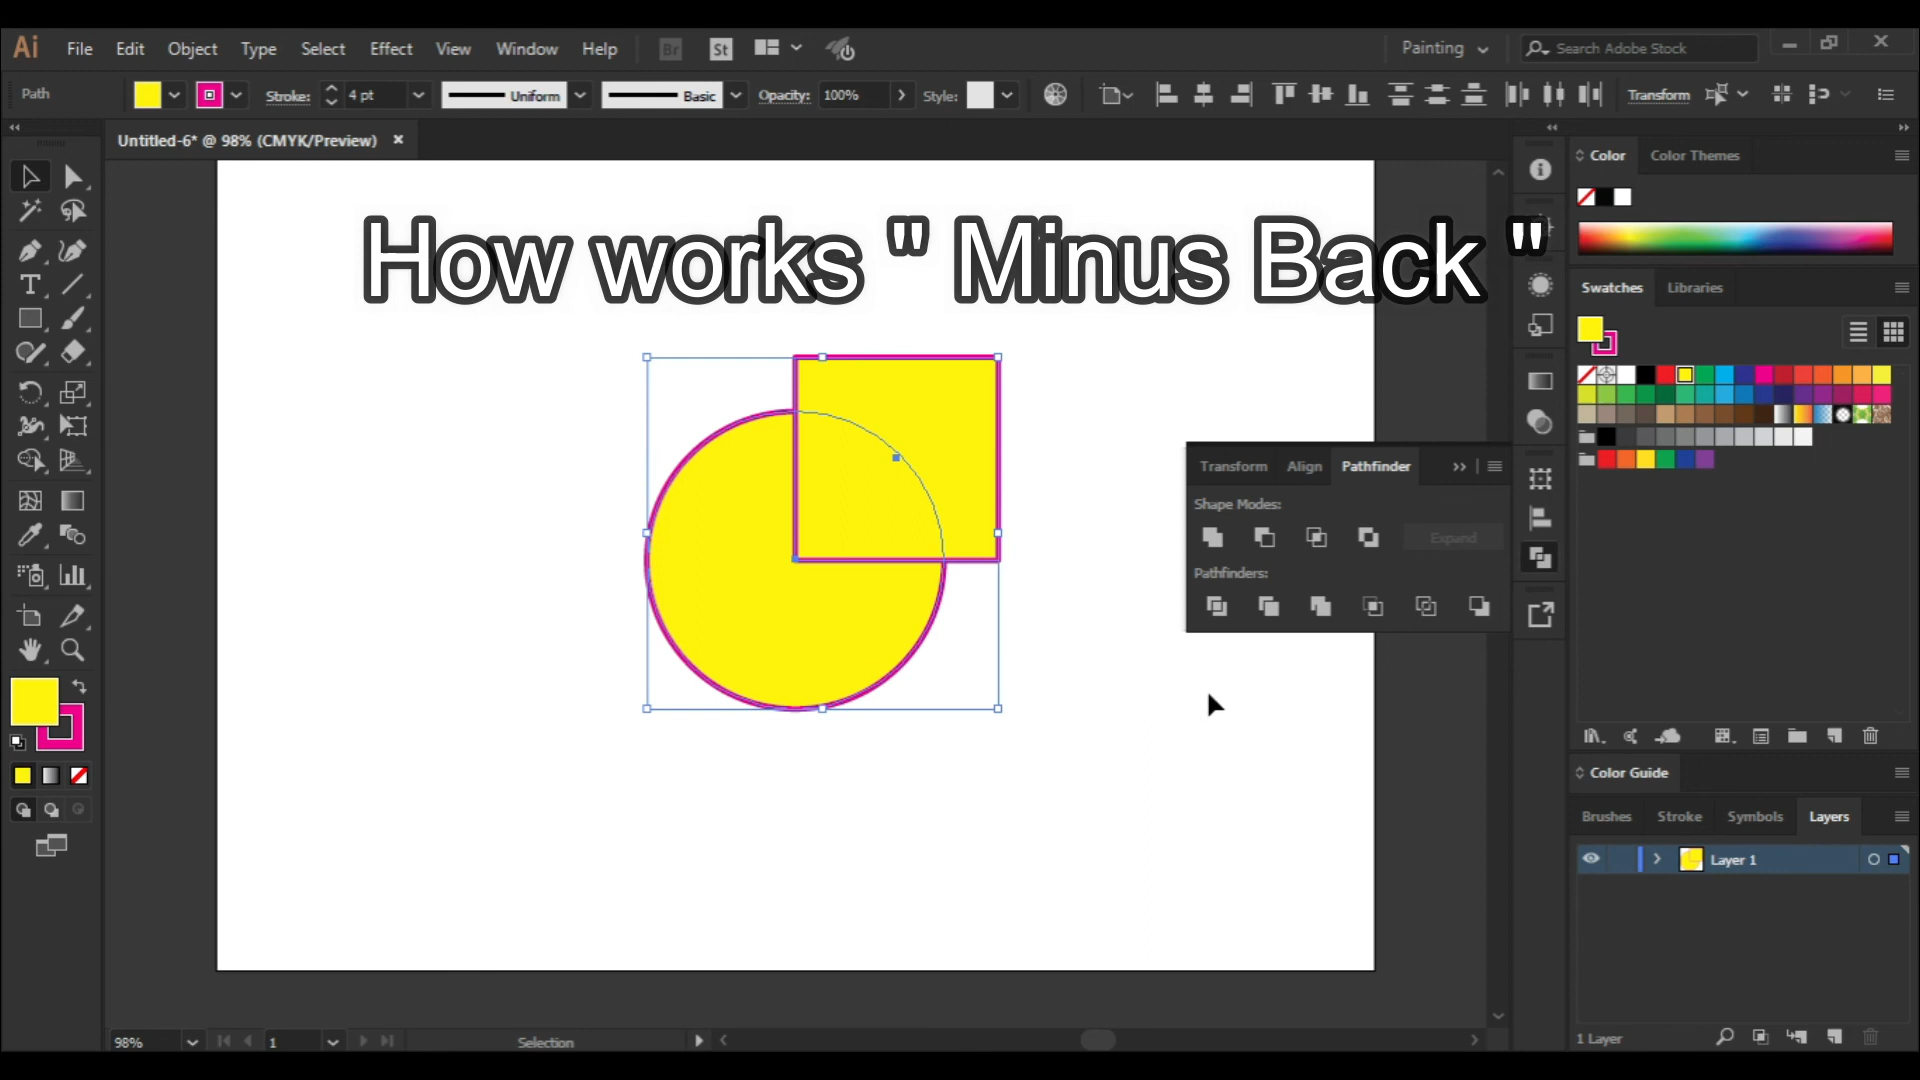 Ai File Edit Object Type Select Effect View Window Help Br St Painting Search Adobe Stock
Path Stroke: 4 pt Uniform Basic Opacity: 100% Style: Transform
Untitled-6* @ 98% (CMYK/Preview)
Color Color Themes
How works " Minus Back "
Swatches Libraries
Transform Align Pathfinder
Shape Modes:
Expand
Pathfinders:
Color Guide
Brushes Stroke Symbols Layers
Layer 1
98% 1 Selection
1 Layer